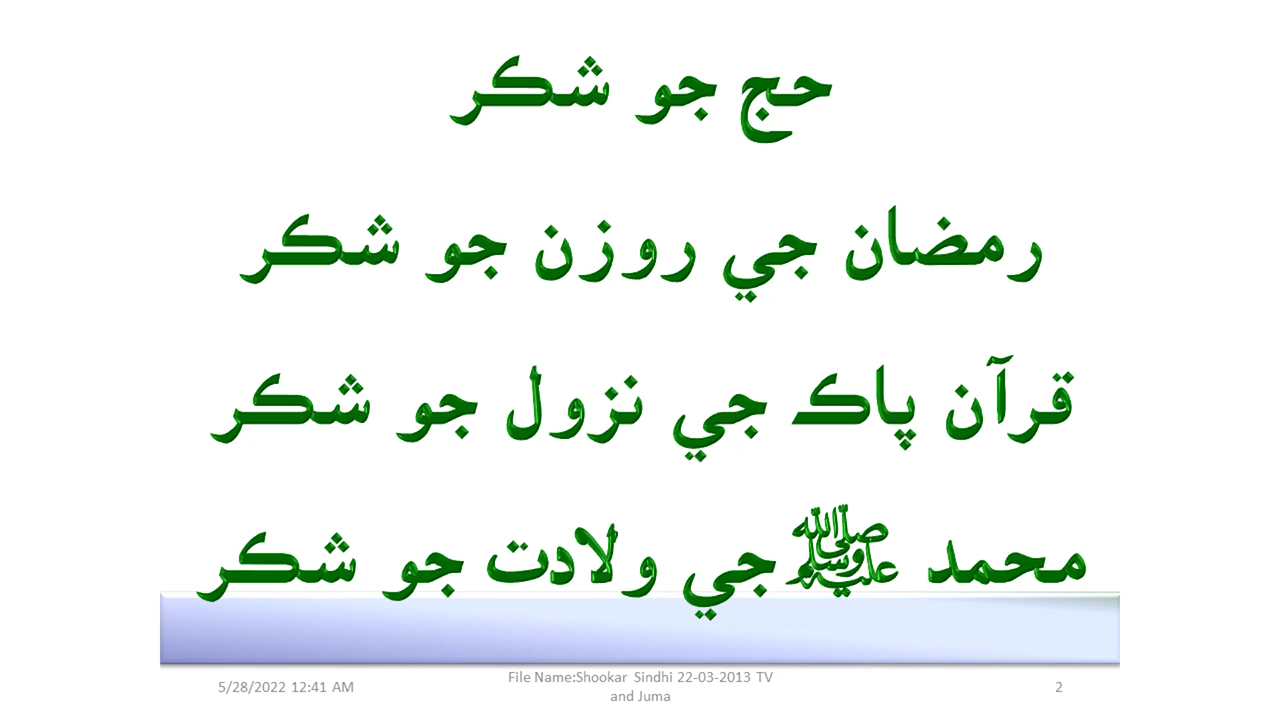 حج جو شڪر
رمضان جي روزن جو شڪر
قرآن پاڪ جي نزول جو شڪر
محمد ﷺ جي ولادت جو شڪر
5/28/2022 12:41 AM
File Name:Shookar Sindhi 22-03-2013 TV
and Juma
2